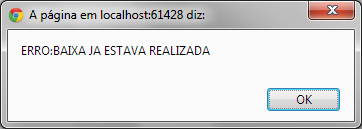 A página em localhost:61428 diz:
ERRO:BAIXA JA ESTAVA REALIZADA
OK